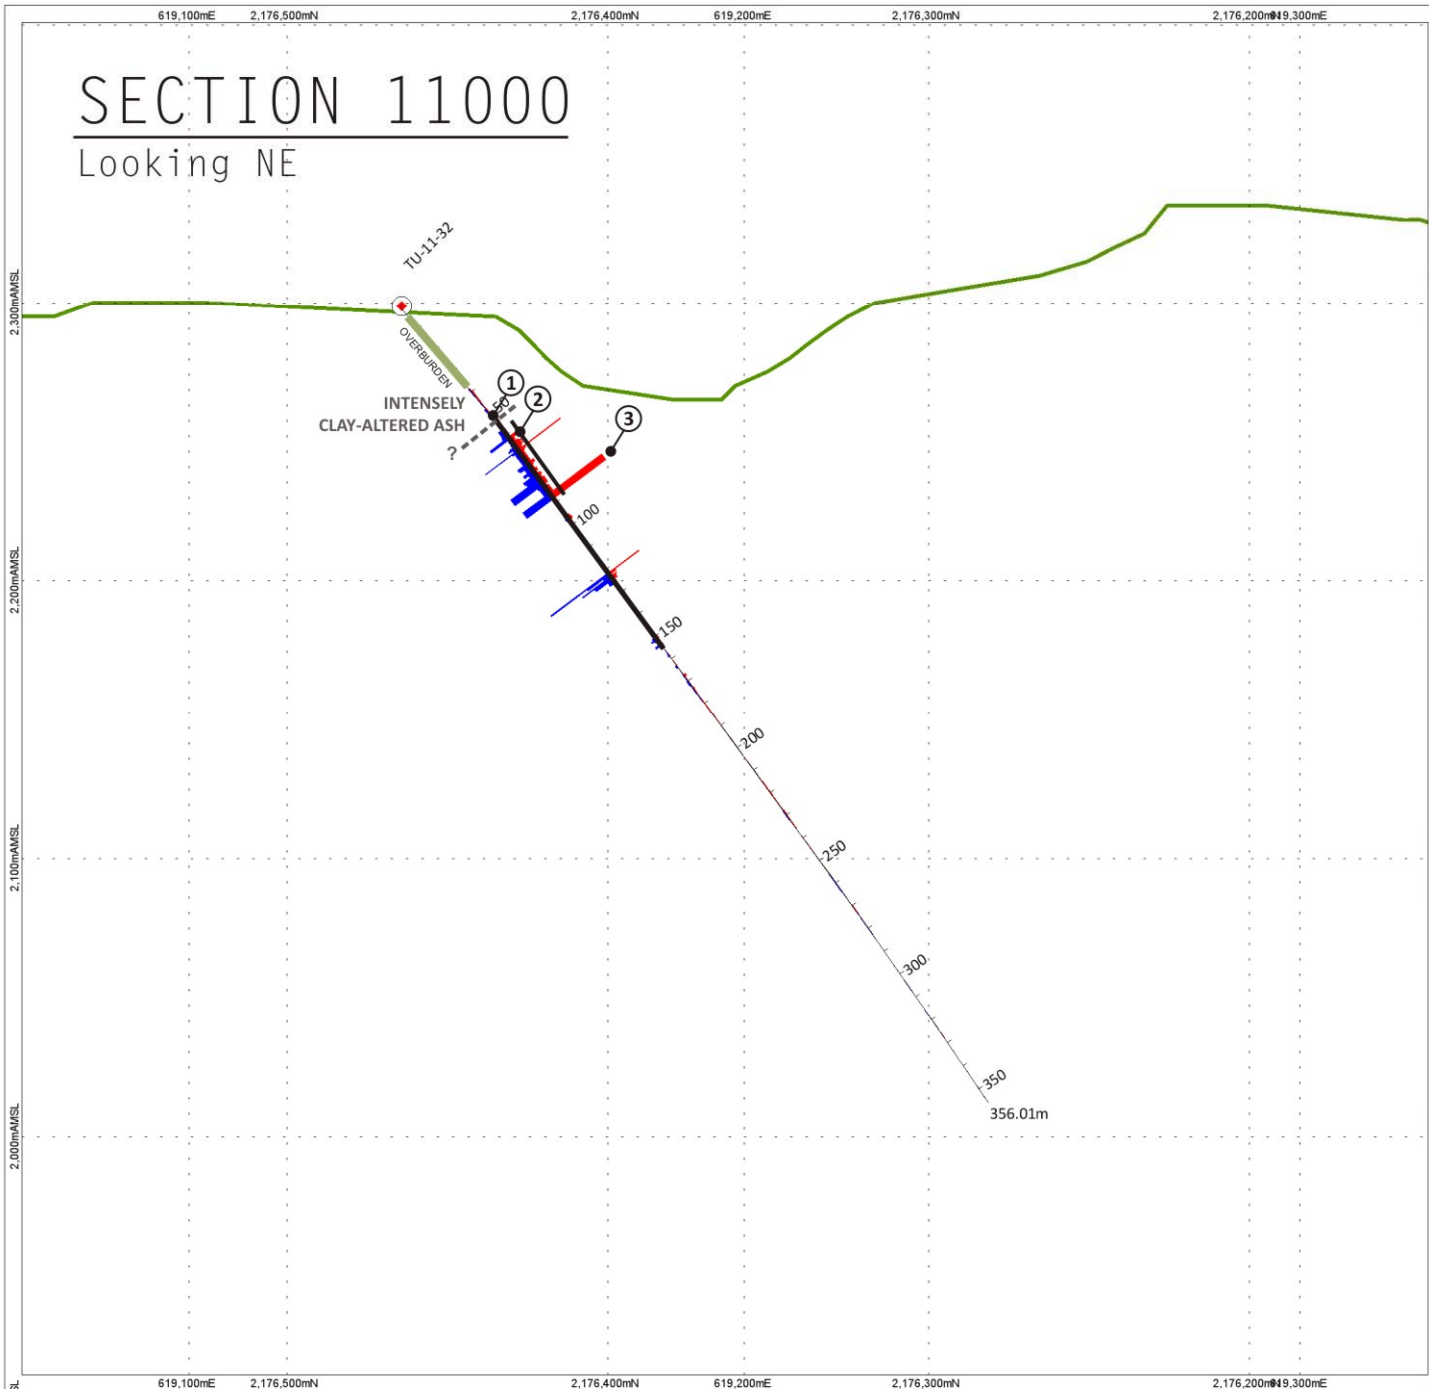 619,100mE 2,176,500mN 2,176,400mN 619,200mE 2,176,300mN 2,176,200mN 619,300mE
SECTION 11000
Looking NE
TU-11-32
2,300mAMSL
OVERBURDEN
INTENSELY
CLAY-ALTERED ASH
?
1
50
2
3
100
2,200mAMSL
150
200
2,100mAMSL
250
300
350
356.01m
2,000mAMSL
619,100mE 2,176,500mN 2,176,400mN 619,200mE 2,176,300mN 2,176,200mN 619,300mE